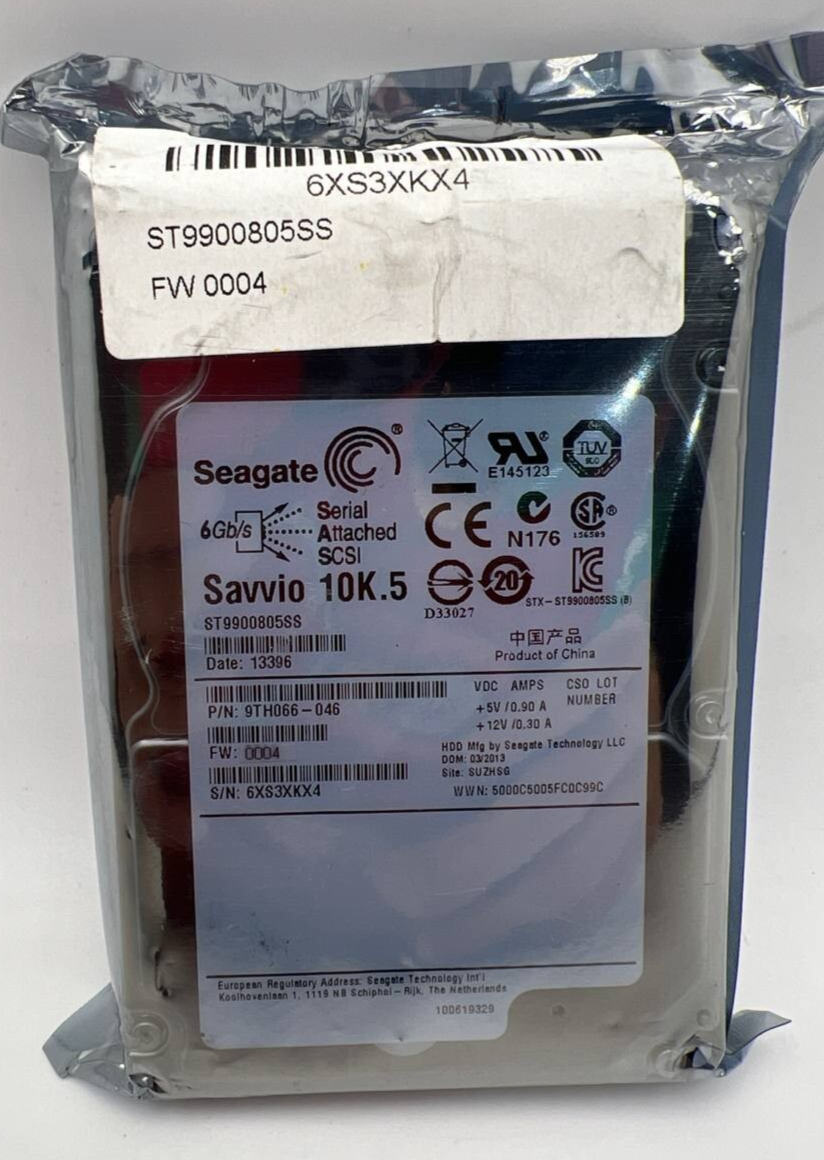 6XS3XKX4
ST9900805SS
FW 0004
Seagate®
6Gb/s Serial Attached SCSI
E145123
TUV
N176
156589
Savvio 10K.5
D33027
20
STX-ST9900805SS (B)
ST9900805SS
中国产品
Product of China
Date: 13396
P/N: 9TH066-046
VDC AMPS
+5V /0.90 A
+12V /0.30 A
CSO LOT
NUMBER
FW: 0004
HDD Mfg by Seagate Technology LLC
DOM: 03/2013
Site: SUZHSG
S/N: 6XS3XKX4
WWN: 5000C5005FC0C99C
European Regulatory Address: Seagate Technology Int'l
Koolhovenlaan 1, 1119 NB Schiphol-Rijk, The Netherlands
100619329